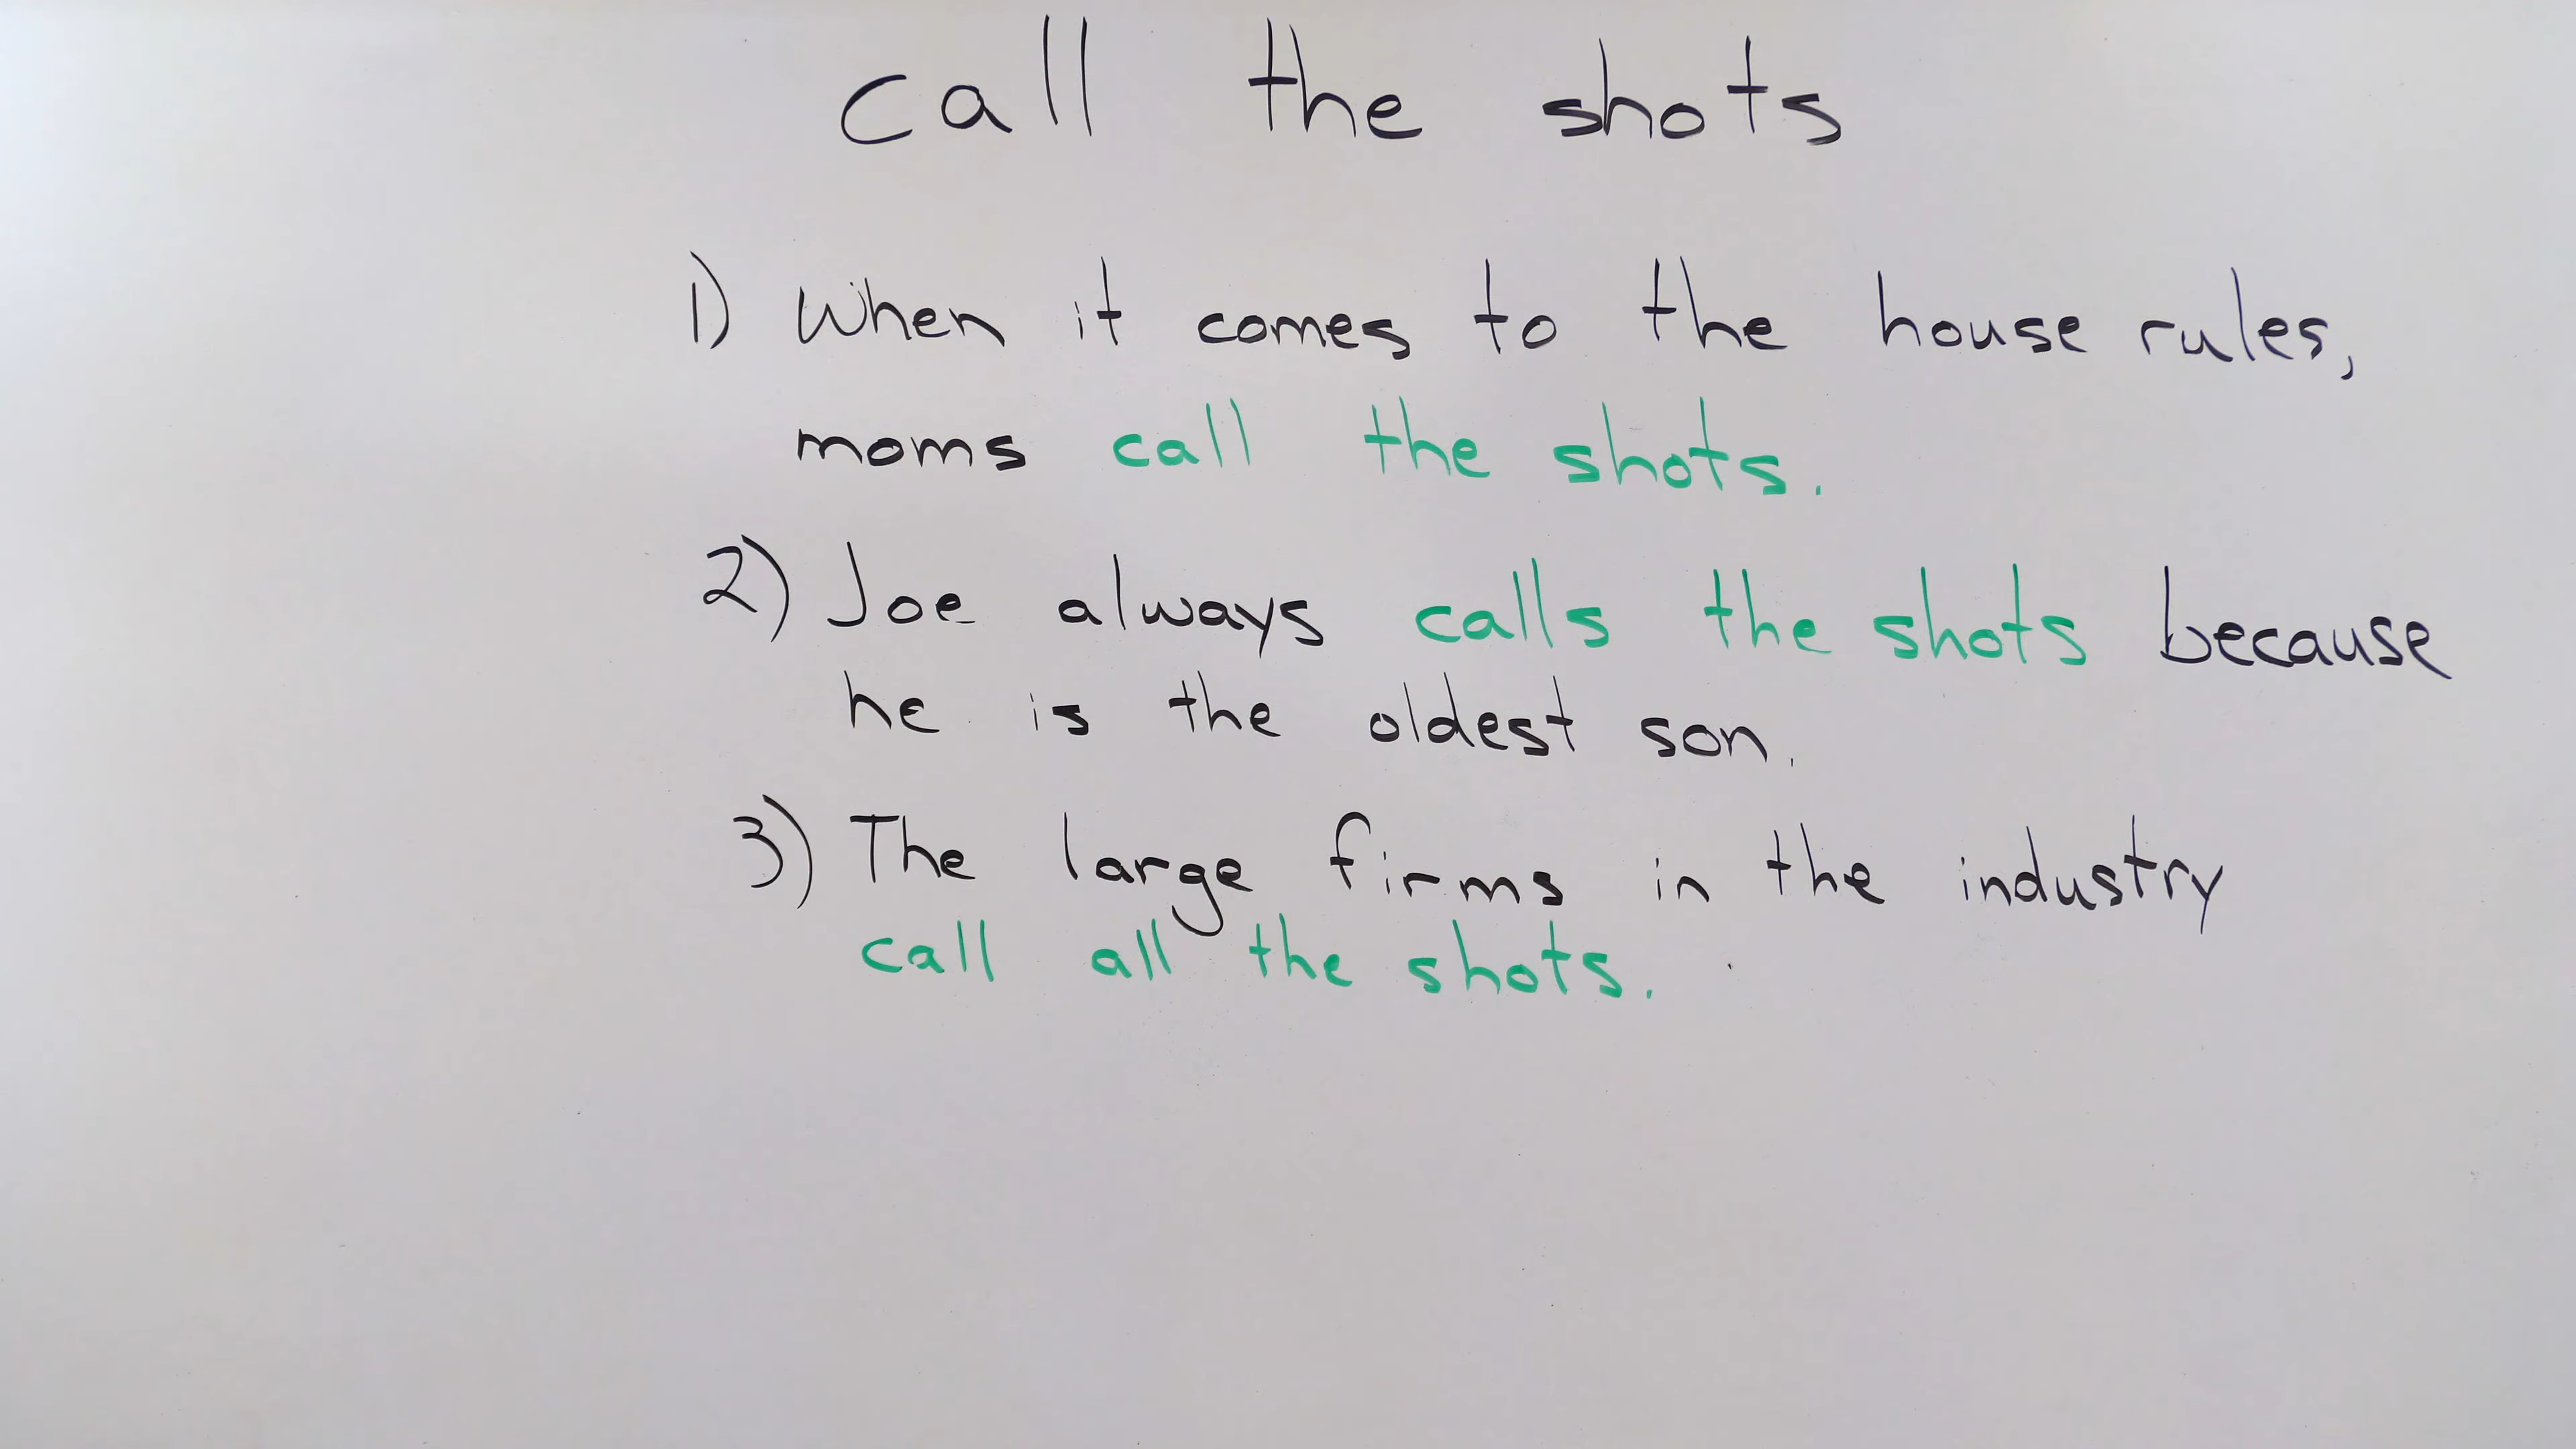 call the shots
1) When it comes to the house rules,
moms call the shots.
2) Joe always calls the shots because
he is the oldest son.
3) The large firms in the industry
call all the shots.